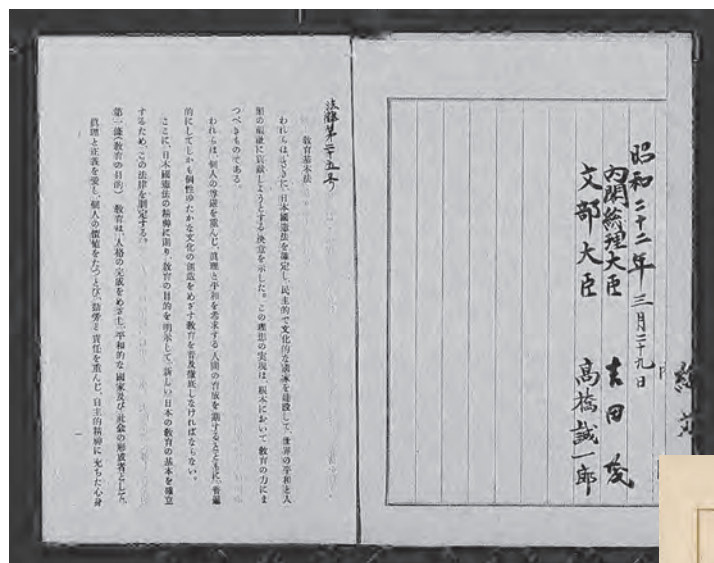 昭和二十二年三月二十九日
内閣総理大臣 吉田茂
文部大臣 高橋誠一郎
法律第二十五号
教育基本法
われらは、さきに、日本國憲法を確定し、民主的で文化的な國家を建設して、世界の平和と人
類の福祉に貢献しようとする決意を示した。この理想の実現は、根本において教育の力にま
つべきものである。
われらは、個人の尊厳を重んじ、眞理と平和を希求する人間の育成を期するとともに、普遍
的にしてしかも個性ゆたかな文化の創造をめざす教育を普及徹底しなければならない。
ここに、日本國憲法の精神に則り、教育の目的を明示して、新しい日本の教育の基本を確立
するため、この法律を制定する。
第一條(教育の目的) 教育は、人格の完成をめざし、平和的な國家及び社会の形成者として、
眞理と正義を愛し、個人の價値をたつとび、勤労と責任を重んじ、自主的精神に充ちた心身
一